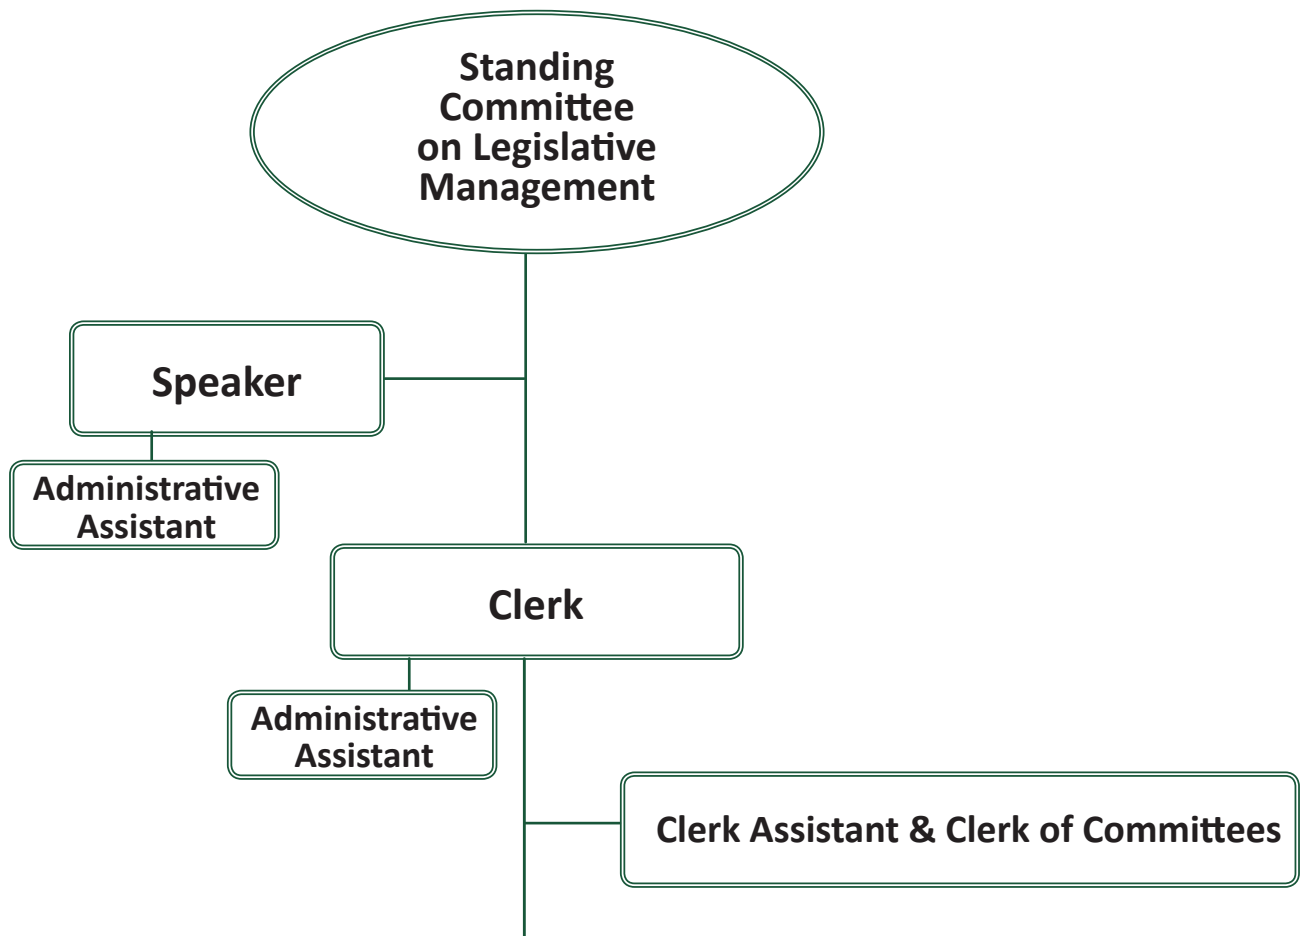 Standing
Committee
on Legislative
Management
Speaker
Administrative
Assistant
Clerk
Administrative
Assistant
Clerk Assistant & Clerk of Committees